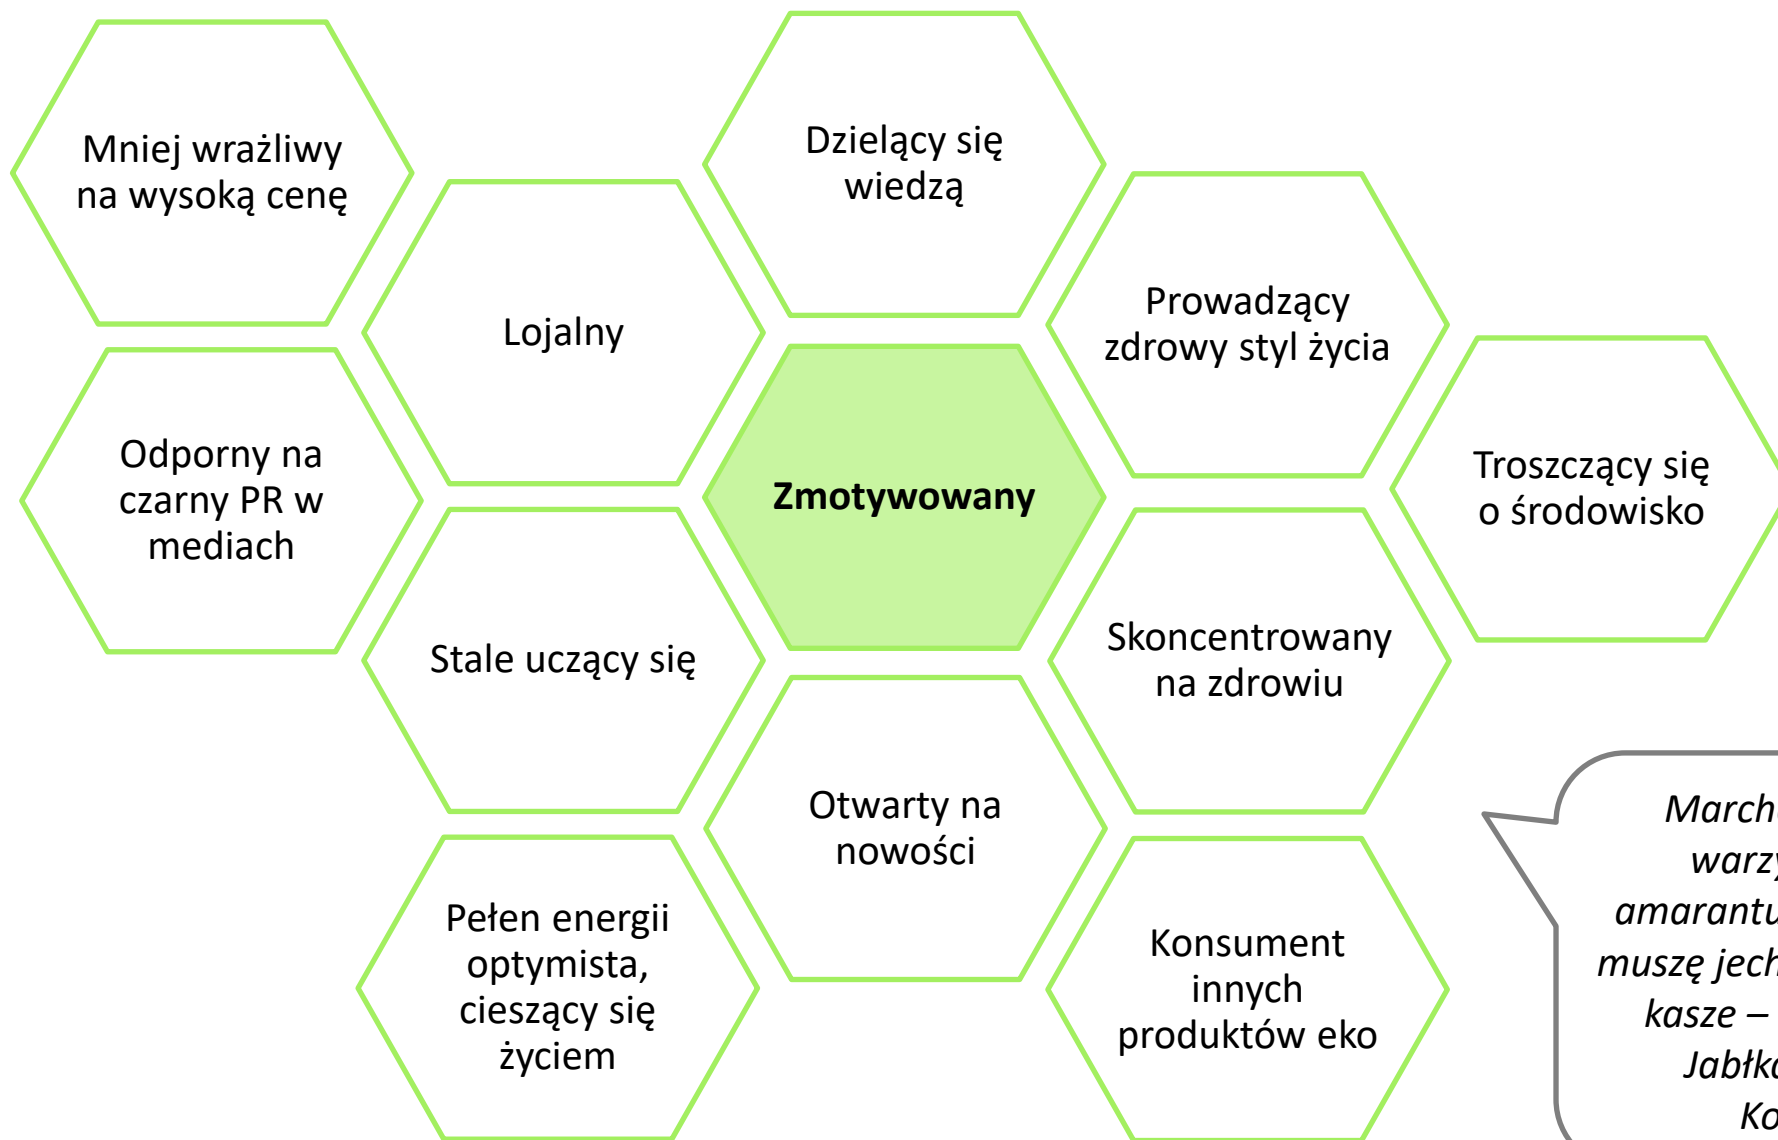 Mniej wrażliwy
na wysoką cenę
Dzielący się
wiedzą
Lojalny
Prowadzący
zdrowy styl życia
Odporny na
czarny PR w
mediach
Zmotywowany
Troszczący się
o środowisko
Stale uczący się
Skoncentrowany
na zdrowiu
Otwarty na
nowości
Pełen energii
optymista,
cieszący się
życiem
Konsument
innych
produktów eko
muszę
kasze –